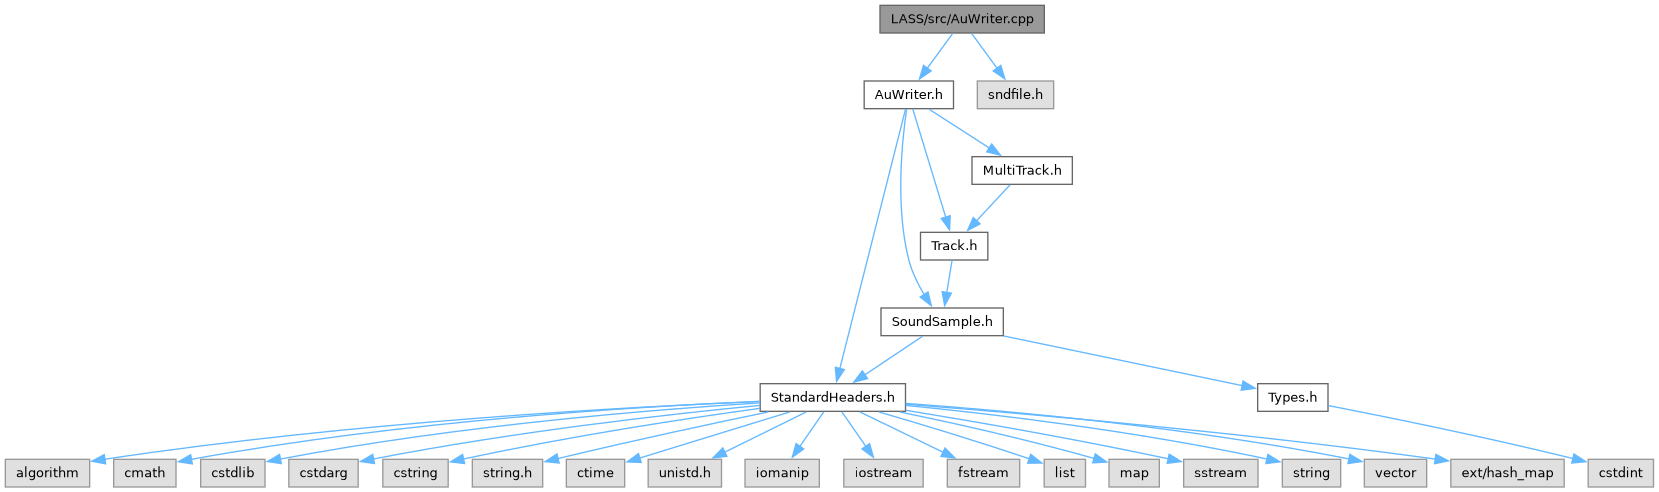 LASS/src/AuWriter.cpp
AuWriter.h
sndfile.h
MultiTrack.h
Track.h
SoundSample.h
StandardHeaders.h
Types.h
algorithm
cmath
cstdlib
cstdarg
cstring
string.h
ctime
unistd.h
iomanip
iostream
fstream
list
map
sstream
string
vector
ext/hash_map
cstdint